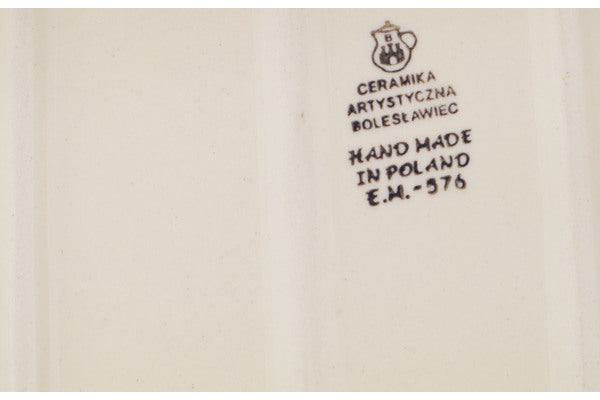 B
CERAMIKA
ARTYSTYCZNA
BOLESŁAWIEC
HAND MADE
IN POLAND
E.M.-576